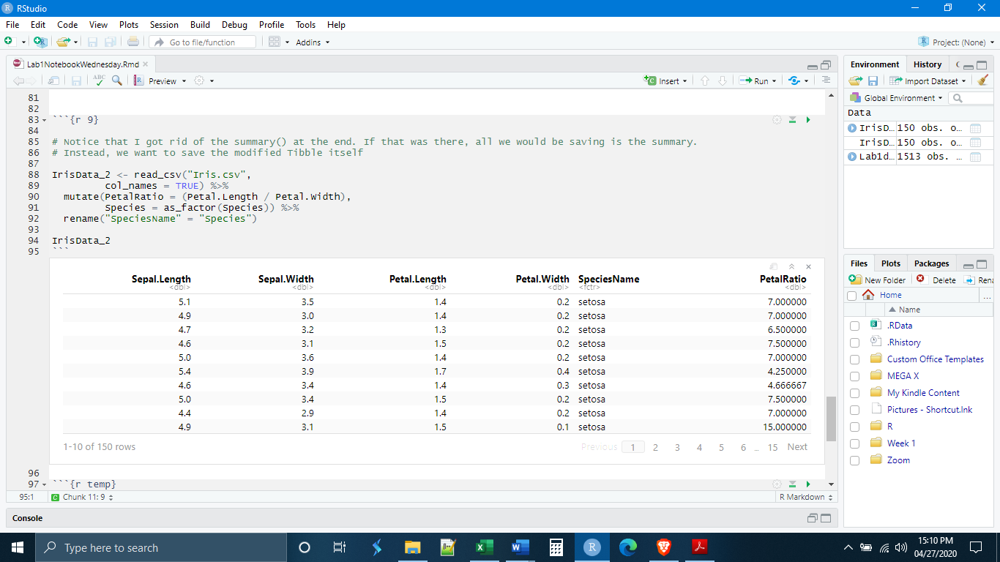 RStudio
File Edit Code View Plots Session Build Debug Profile Tools Help
Go to file/function Addins Project: (None)
Lab1NotebookWednesday.Rmd
ABC Preview Insert Run
81
82
83 ```{r 9}
84
85 # Notice that I got rid of the summary() at the end. If that was there, all we would be saving is the summary.
86 # Instead, we want to save the modified Tibble itself
87
88 IrisData_2 <- read_csv("Iris.csv",
89 col_names = TRUE) %>%
90 mutate(PetalRatio = (Petal.Length / Petal.Width),
91 Species = as_factor(Species)) %>%
92 rename("SpeciesName" = "Species")
93
94 IrisData_2
95 ```
Sepal.Length Sepal.Width Petal.Length Petal.Width SpeciesName PetalRatio
<dbl> <dbl> <dbl> <dbl> <fctr> <dbl>
5.1 3.5 1.4 0.2 setosa 7.000000
4.9 3.0 1.4 0.2 setosa 7.000000
4.7 3.2 1.3 0.2 setosa 6.500000
4.6 3.1 1.5 0.2 setosa 7.500000
5.0 3.6 1.4 0.2 setosa 7.000000
5.4 3.9 1.7 0.4 setosa 4.250000
4.6 3.4 1.4 0.3 setosa 4.666667
5.0 3.4 1.5 0.2 setosa 7.500000
4.4 2.9 1.4 0.2 setosa 7.000000
4.9 3.1 1.5 0.1 setosa 15.000000
1-10 of 150 rows Previous 1 2 3 4 5 6 ... 15 Next
96
97 ```{r temp}
95:1 Chunk 11: 9 R Markdown
Console
Environment History
Import Dataset
Global Environment
Data
IrisD… 150 obs. o…
IrisD… 150 obs. o…
Lab1d… 1513 obs. …
Files Plots Packages
New Folder Delete Rena
Home ...
Name
.RData
.Rhistory
Custom Office Templates
MEGA X
My Kindle Content
Pictures - Shortcut.lnk
R
Week 1
Zoom
Type here to search
15:10 PM
04/27/2020